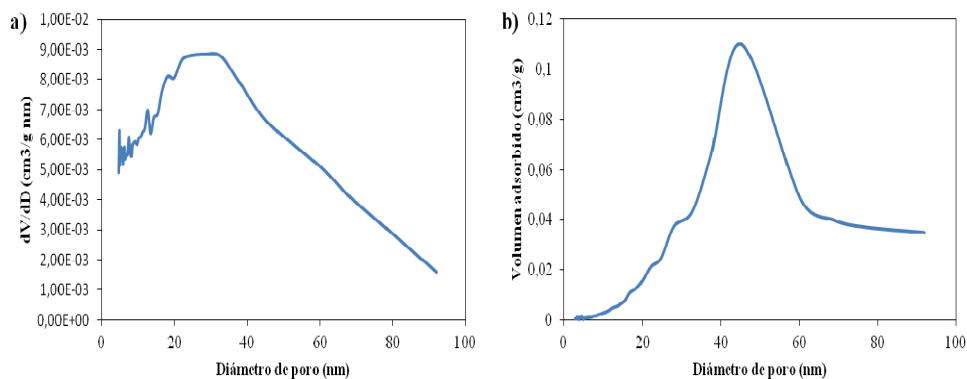 a)
1,00E-02
9,00E-03
8,00E-03
7,00E-03
6,00E-03
5,00E-03
4,00E-03
3,00E-03
2,00E-03
1,00E-03
0,00E+00
dV/dD (cm3/g nm)
0 20 40 60 80 100
Diámetro de poro (nm)
b)
0,12
0,1
0,08
0,06
0,04
0,02
0
Volumen adsorbido (cm3/g)
0 20 40 60 80 100
Diámetro de poro (nm)